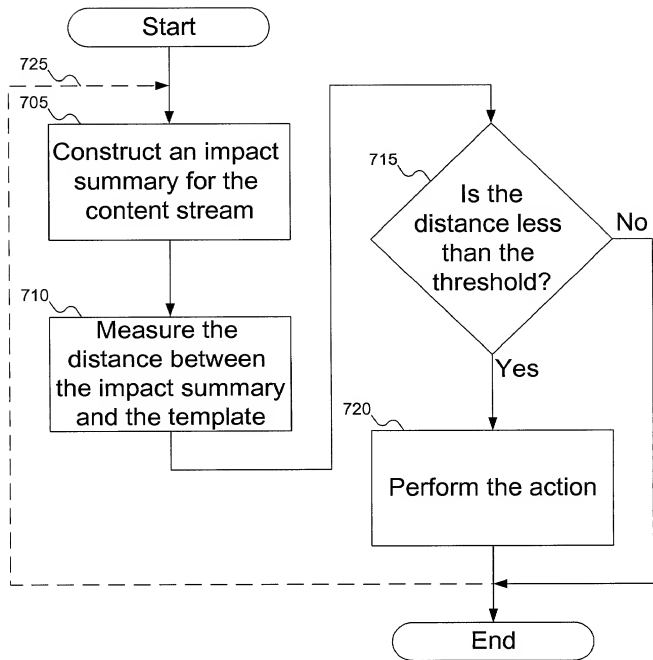 Start
725
705
Construct an impact
summary for the
content stream
710
Measure the
distance between
the impact summary
and the template
715
Is the
distance less
than the
threshold?
No
Yes
720
Perform the action
End